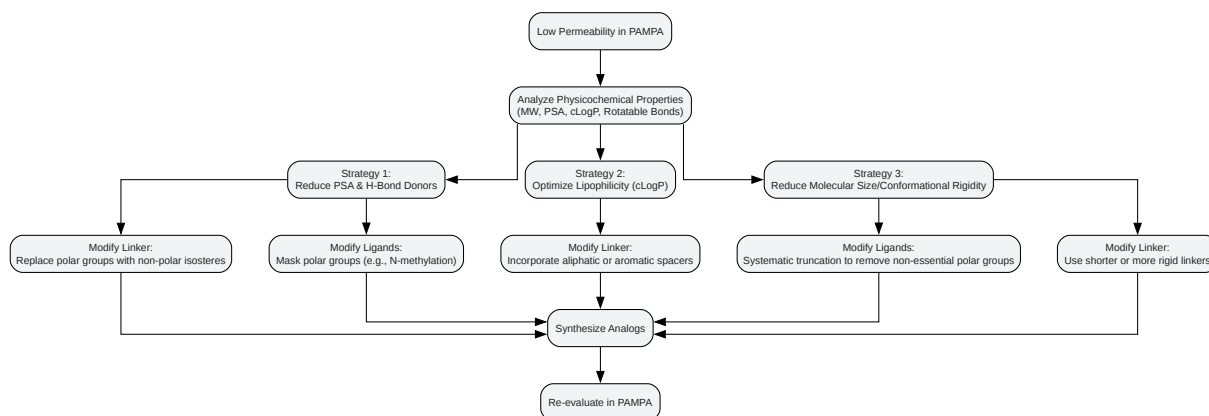 Low Permeability in PAMPA
Analyze Physicochemical Properties
(MW, PSA, cLogP, Rotatable Bonds)
Strategy 1:
Reduce PSA & H-Bond Donors
Strategy 2:
Optimize Lipophilicity (cLogP)
Strategy 3:
Reduce Molecular Size/Conformational Rigidity
Modify Linker:
Replace polar groups with non-polar isosteres
Modify Ligands:
Mask polar groups (e.g., N-methylation)
Modify Linker:
Incorporate aliphatic or aromatic spacers
Modify Ligands:
Systematic truncation to remove non-essential polar groups
Modify Linker:
Use shorter or more rigid linkers
Synthesize Analogs
Re-evaluate in PAMPA